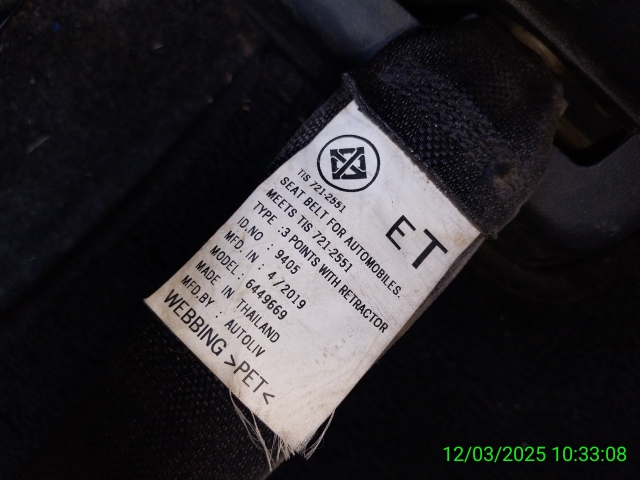 TIS 721-2551
ET
SEAT BELT FOR AUTOMOBILES.
MEETS TIS 721-2551
TYPE :3 POINTS WITH RETRACTOR
ID.NO : 9405
MFD. IN : 4/2019
MODEL: 6449669
MADE IN THAILAND
MFD.BY : AUTOLIV
WEBBING >PET<
12/03/2025 10:33:08